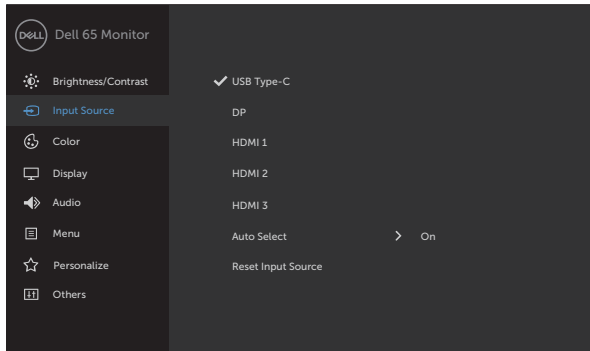 DELL Dell 65 Monitor
Brightness/Contrast
Input Source
Color
Display
Audio
Menu
Personalize
Others
USB Type-C
DP
HDMI 1
HDMI 2
HDMI 3
Auto Select > On
Reset Input Source